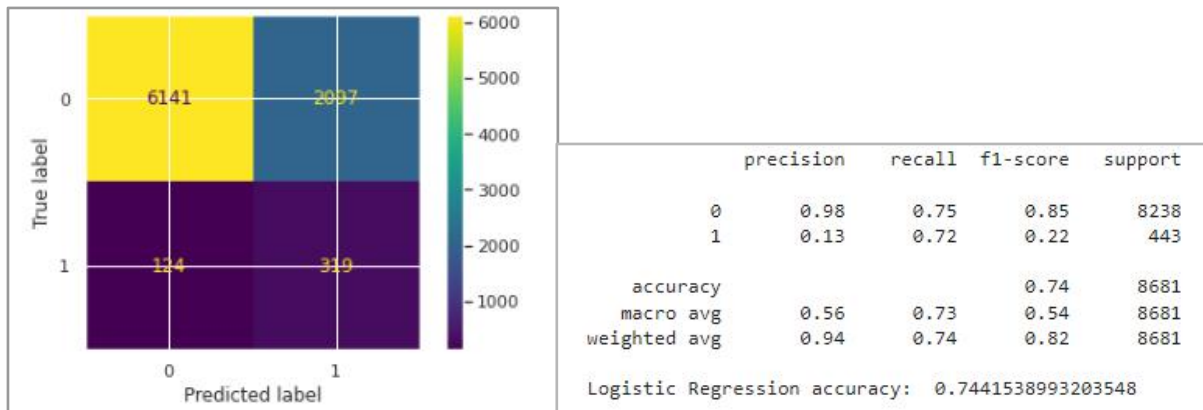 6000
5000
4000
3000
2000
1000
True label
0
6141 2097
1
124 319
0 1
Predicted label
precision recall f1-score support
0 0.98 0.75 0.85 8238
1 0.13 0.72 0.22 443
accuracy 0.74 8681
macro avg 0.56 0.73 0.54 8681
weighted avg 0.94 0.74 0.82 8681
Logistic Regression accuracy: 0.7441538993203548